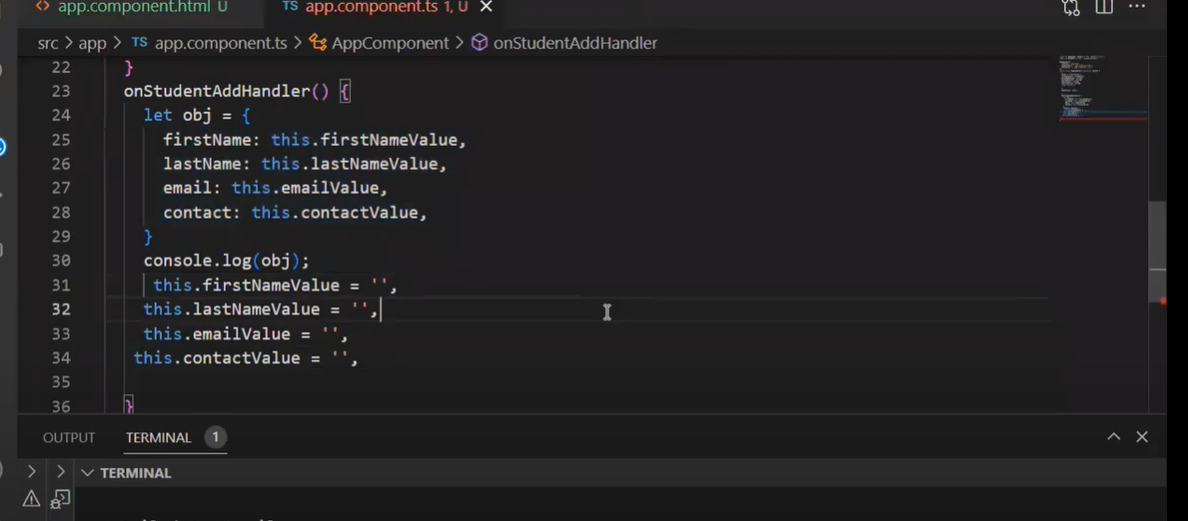 <> app.component.html U
TS app.component.ts 1, U
src > app > TS app.component.ts > AppComponent > onStudentAddHandler
22 }
23 onStudentAddHandler() {
24 let obj = {
25 firstName: this.firstNameValue,
26 lastName: this.lastNameValue,
27 email: this.emailValue,
28 contact: this.contactValue,
29 }
30 console.log(obj);
31 this.firstNameValue = '',
32 this.lastNameValue = '',
33 this.emailValue = '',
34 this.contactValue = '',
35
36 }
OUTPUT TERMINAL 1
TERMINAL